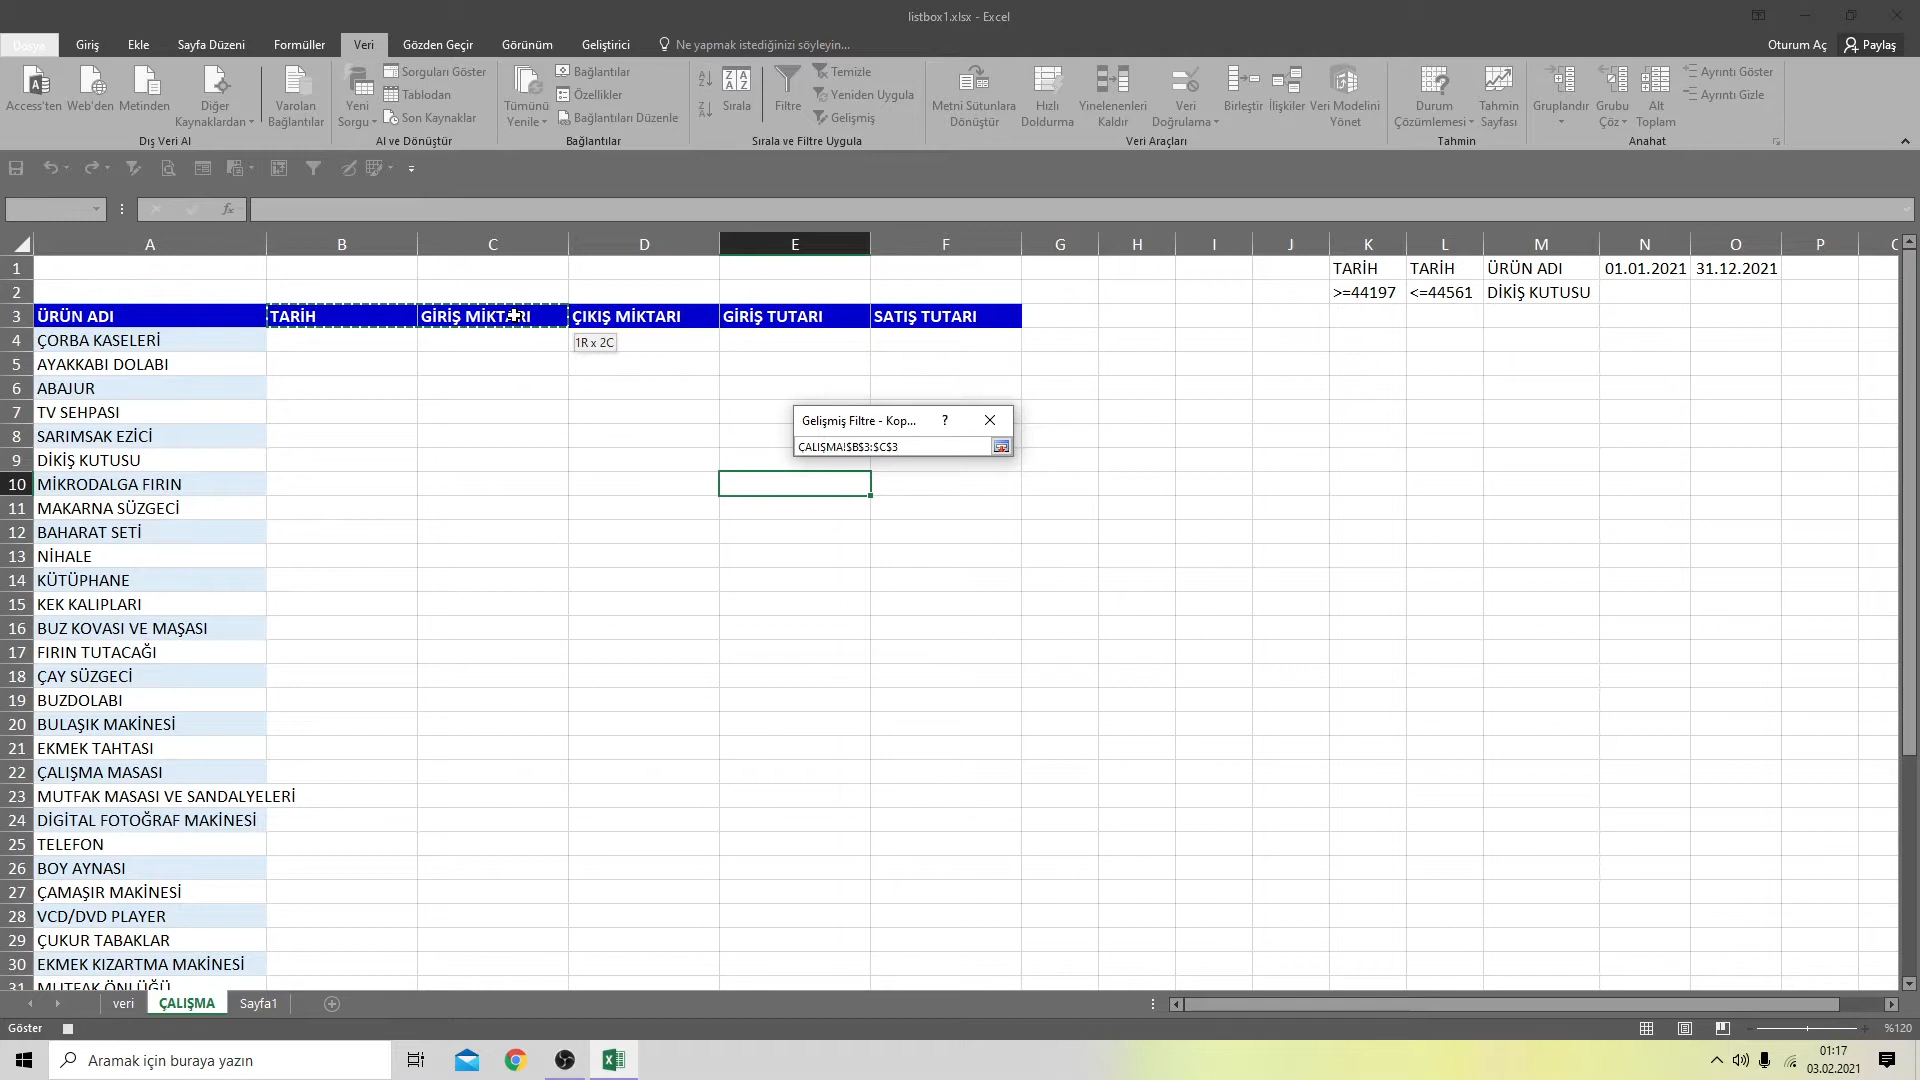 listbox1.xlsx - Excel
Dosya Giriş Ekle Sayfa Düzeni Formüller Veri Gözden Geçir Görünüm Geliştirici Ne yapmak istediğinizi söyleyin... Oturum Aç Paylaş
Access'ten Web'den Metinden Diğer Kaynaklardan Varolan Bağlantılar
Dış Veri Al
Yeni Sorgu Sorguları Göster Tablodan Son Kaynaklar
Al ve Dönüştür
Tümünü Yenile Bağlantılar Özellikler Bağlantıları Düzenle
Bağlantılar
Sırala Filtre Temizle Yeniden Uygula Gelişmiş
Sırala ve Filtre Uygula
Metni Sütunlara Dönüştür Hızlı Doldurma Yinelenenleri Kaldır Veri Doğrulama Birleştir İlişkiler Veri Modelini Yönet
Veri Araçları
Durum Çözümlemesi Tahmin Sayfası
Tahmin
Gruplandır Grubu Çöz Alt Toplam Ayrıntı Göster Ayrıntı Gizle
Anahat
fx
A B C D E F G H I J K L M N O P
1 TARİH TARİH ÜRÜN ADI 01.01.2021 31.12.2021
2 >=44197 <=44561 DİKİŞ KUTUSU
3 ÜRÜN ADI TARİH GİRİŞ MİKTARI ÇIKIŞ MİKTARI GİRİŞ TUTARI SATIŞ TUTARI
4 ÇORBA KASELERİ
1R x 2C
5 AYAKKABI DOLABI
6 ABAJUR
7 TV SEHPASI
Gelişmiş Filtre - Kop... ?
8 SARIMSAK EZİCİ
ÇALIŞMA!$B$3:$C$3
9 DİKİŞ KUTUSU
10 MİKRODALGA FIRIN
11 MAKARNA SÜZGECİ
12 BAHARAT SETİ
13 NİHALE
14 KÜTÜPHANE
15 KEK KALIPLARI
16 BUZ KOVASI VE MAŞASI
17 FIRIN TUTACAĞI
18 ÇAY SÜZGECİ
19 BUZDOLABI
20 BULAŞIK MAKİNESİ
21 EKMEK TAHTASI
22 ÇALIŞMA MASASI
23 MUTFAK MASASI VE SANDALYELERİ
24 DİGİTAL FOTOĞRAF MAKİNESİ
25 TELEFON
26 BOY AYNASI
27 ÇAMAŞIR MAKİNESİ
28 VCD/DVD PLAYER
29 ÇUKUR TABAKLAR
30 EKMEK KIZARTMA MAKİNESİ
31 MUTFAK ÖNLÜĞÜ
veri ÇALIŞMA Sayfa1
Göster %120
Aramak için buraya yazın
01:17
03.02.2021